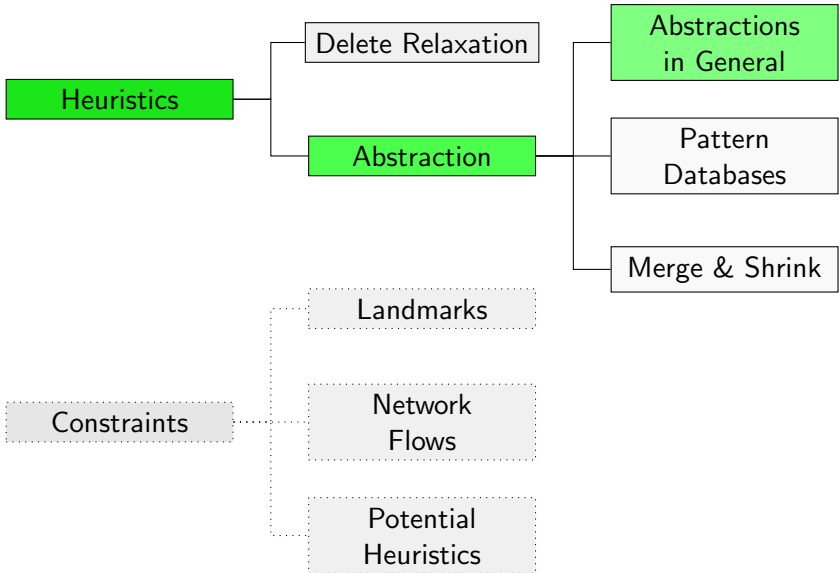 Heuristics
Delete Relaxation
Abstraction
Abstractions
in General
Pattern
Databases
Merge & Shrink
Constraints
Landmarks
Network
Flows
Potential
Heuristics